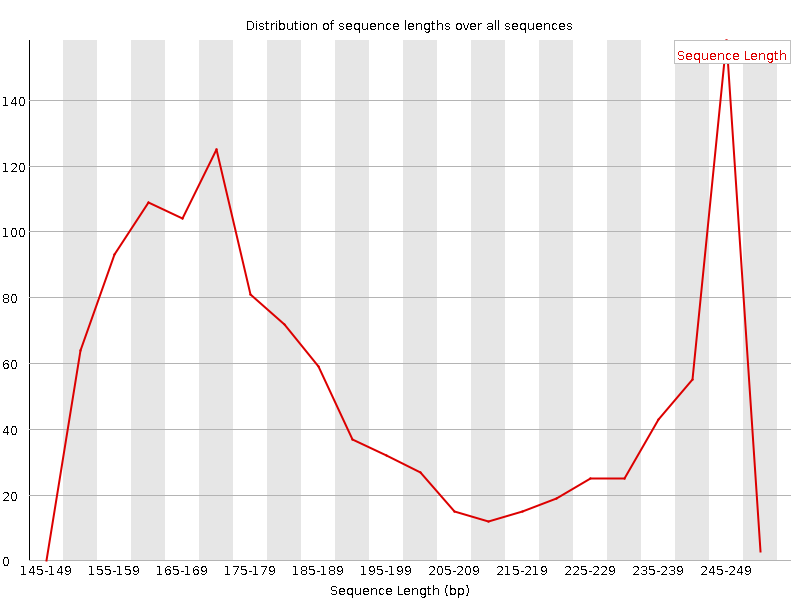 Distribution of sequence lengths over all sequences
Sequence Length
140
120
100
80
60
40
20
0
145-149 155-159 165-169 175-179 185-189 195-199 205-209 215-219 225-229 235-239 245-249
Sequence Length (bp)